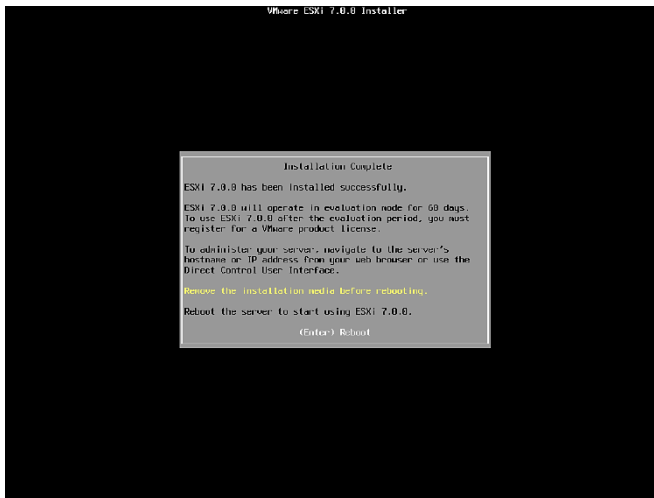 VMware ESXi 7.0.0 Installer
Installation Complete
ESXi 7.0.0 has been installed successfully.
ESXi 7.0.0 will operate in evaluation mode for 60 days.
To use ESXi 7.0.0 after the evaluation period, you must
register for a VMware product license.
To administer your server, navigate to the server's
hostname or IP address from your web browser or use the
Direct Control User Interface.
Remove the installation media before rebooting.
Reboot the server to start using ESXi 7.0.0.
(Enter) Reboot